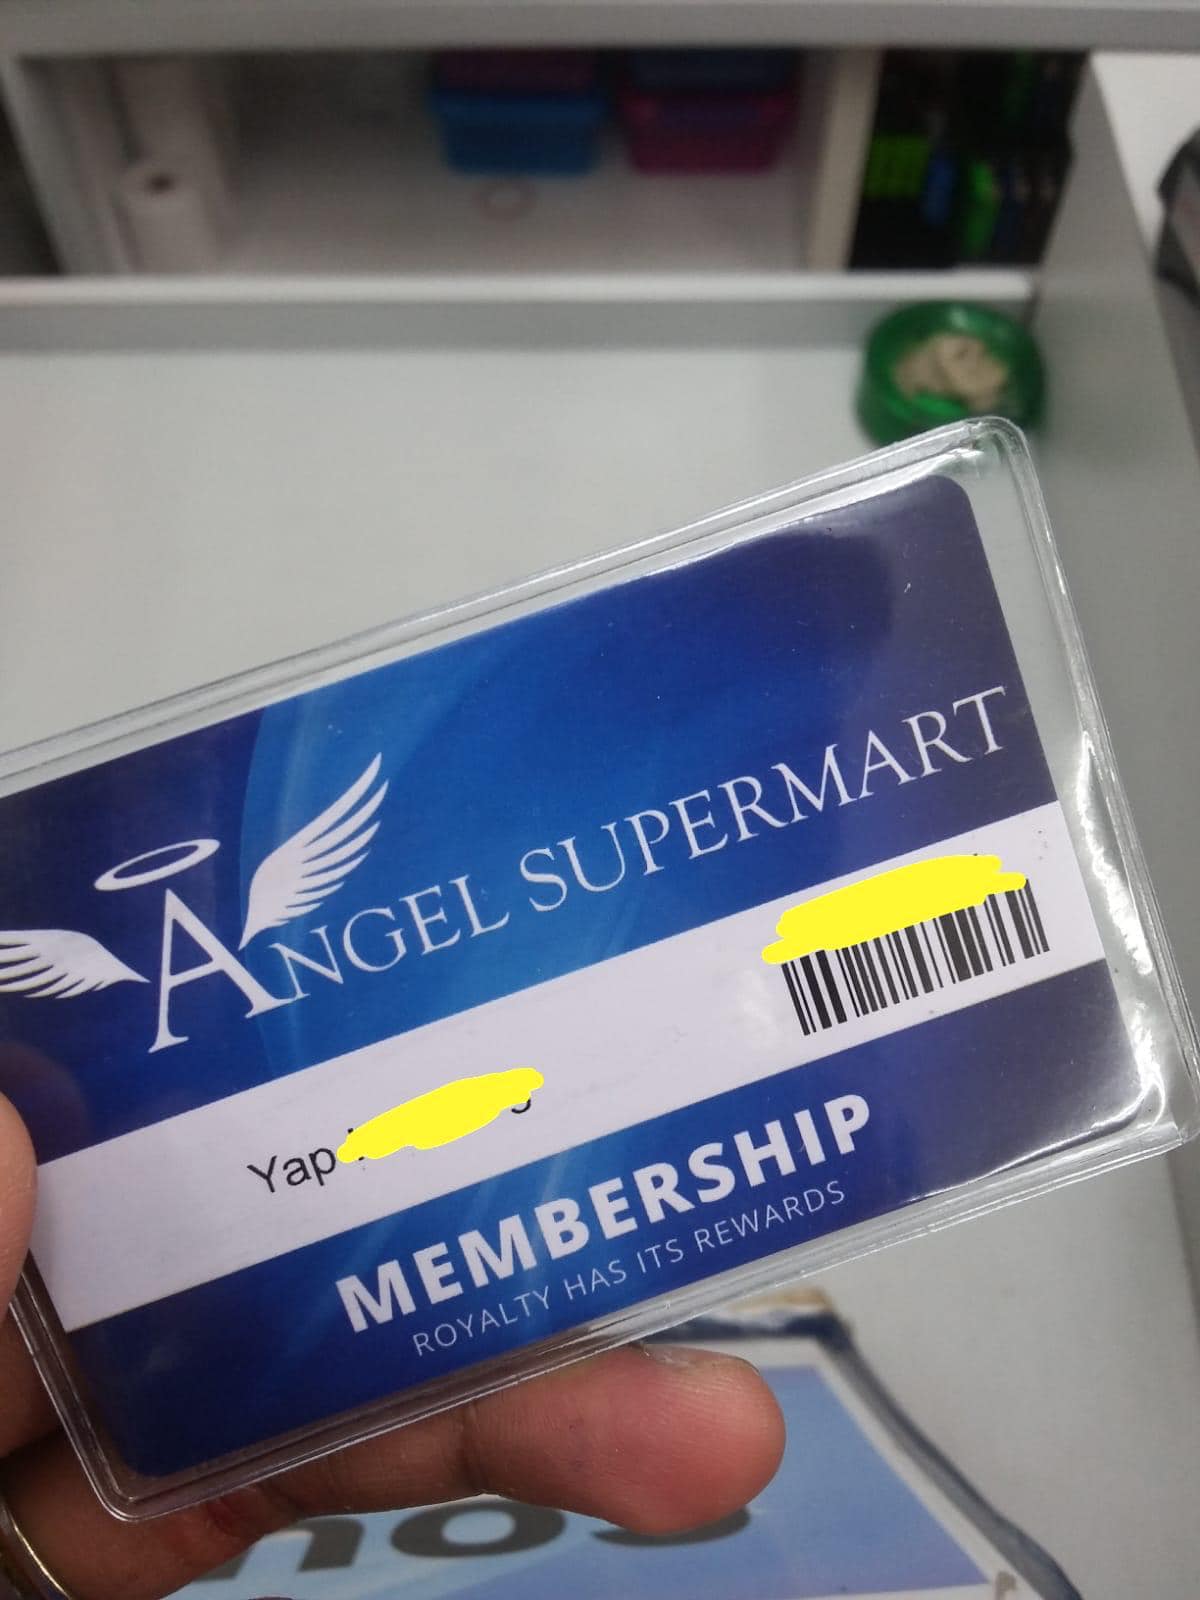 ANGEL SUPERMART
Yap
MEMBERSHIP
ROYALTY HAS ITS REWARDS